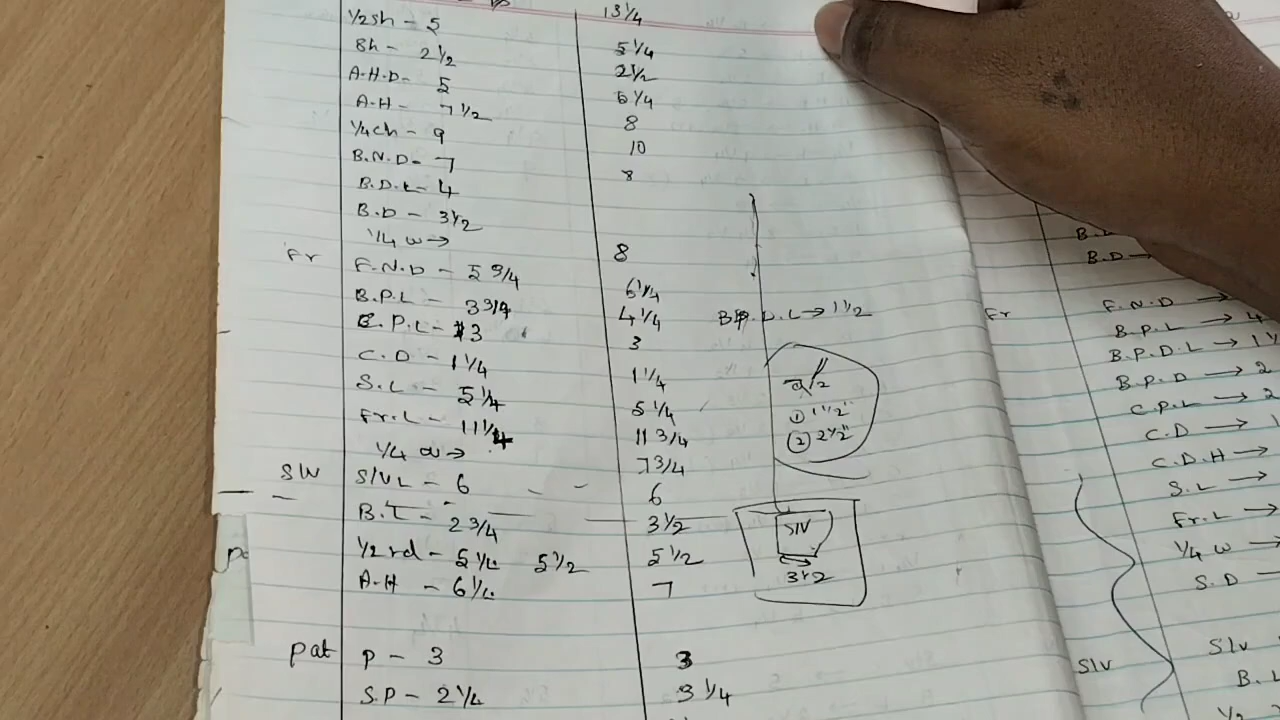 13 1/4
1/2sh - 5
5 1/4
Sh - 2 1/2
2 1/2
A.H.D - 5
A.H - 7 1/2
6 1/4
1/4ch - 9
8
B.N.D - 7
10
B.D.L - 4
8
B.D - 3 1/2
1/4 w →
8
Fr F.N.D - 5 3/4
6 1/4
B.P.L - 3 3/4
4 1/4 B.P.D.L → 1 1/2
C.P.L - 3
3
C.D - 1 1/4
1 1/4
S.L - 5 1/4
5 1/4
Fr.L - 11 1/4
11 3/4
1/4 w →
7 3/4
① 1 1/2"
② 2 1/2"
Slv SlvL - 6
6
B.L - 2 3/4
3 1/2
1/2 rd - 5 1/4 5 1/2
5 1/2
A.H - 6 1/4
7
Slv
3 1/2
pat P - 3
3
S.P - 2 1/4
3 1/4
B.D →
Fr F.N.D →
B.P.L → 4
B.P.D.L → 1
B.P.D → 2
C.P.L → 2
C.D → 1
C.D.H →
S.L →
Fr.L →
1/4 w →
S.D
Slv Slv
B.L